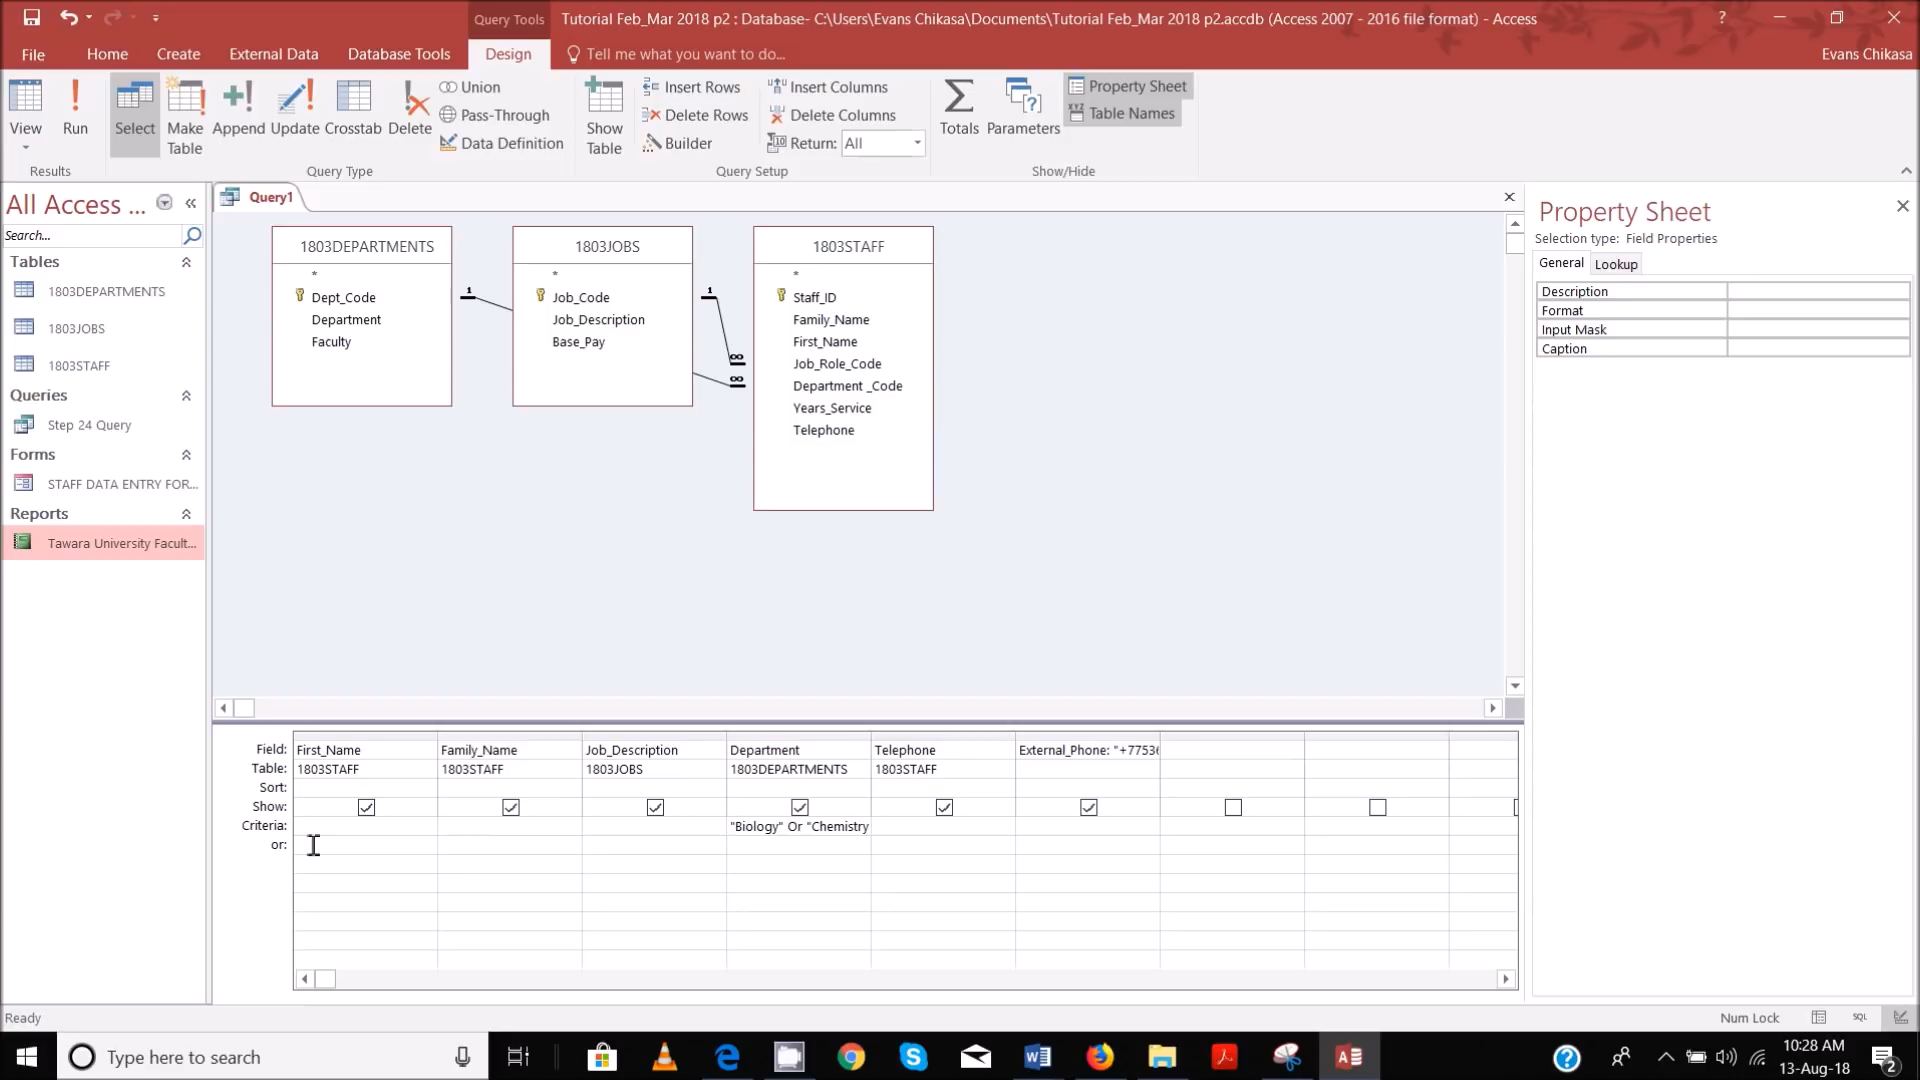 Query Tools
Tutorial Feb_Mar 2018 p2 : Database- C:\Users\Evans Chikasa\Documents\Tutorial Feb_Mar 2018 p2.accdb (Access 2007 - 2016 file format) - Access
File
Home
Create
External Data
Database Tools
Design
Tell me what you want to do...
Evans Chikasa
View
Run
Select
Make Table
Append
Update
Crosstab
Delete
Union
Pass-Through
Data Definition
Show Table
Insert Rows
Delete Rows
Builder
Insert Columns
Delete Columns
Return: All
Totals
Parameters
Property Sheet
Table Names
Results
Query Type
Query Setup
Show/Hide
All Access ...
Search...
Tables
1803DEPARTMENTS
1803JOBS
1803STAFF
Queries
Step 24 Query
Forms
STAFF DATA ENTRY FOR...
Reports
Tawara University Facult...
Query1
1803DEPARTMENTS
*
Dept_Code
Department
Faculty
1
1803JOBS
*
Job_Code
Job_Description
Base_Pay
1
∞
∞
1803STAFF
*
Staff_ID
Family_Name
First_Name
Job_Role_Code
Department _Code
Years_Service
Telephone
Property Sheet
Selection type: Field Properties
General
Lookup
Description
Format
Input Mask
Caption
Field: First_Name Family_Name Job_Description Department Telephone External_Phone: "+7753
Table: 1803STAFF 1803STAFF 1803JOBS 1803DEPARTMENTS 1803STAFF
Sort:
Show:
Criteria: "Biology" Or "Chemistry
or:
Ready
Num Lock
SQL
Type here to search
10:28 AM
13-Aug-18
2